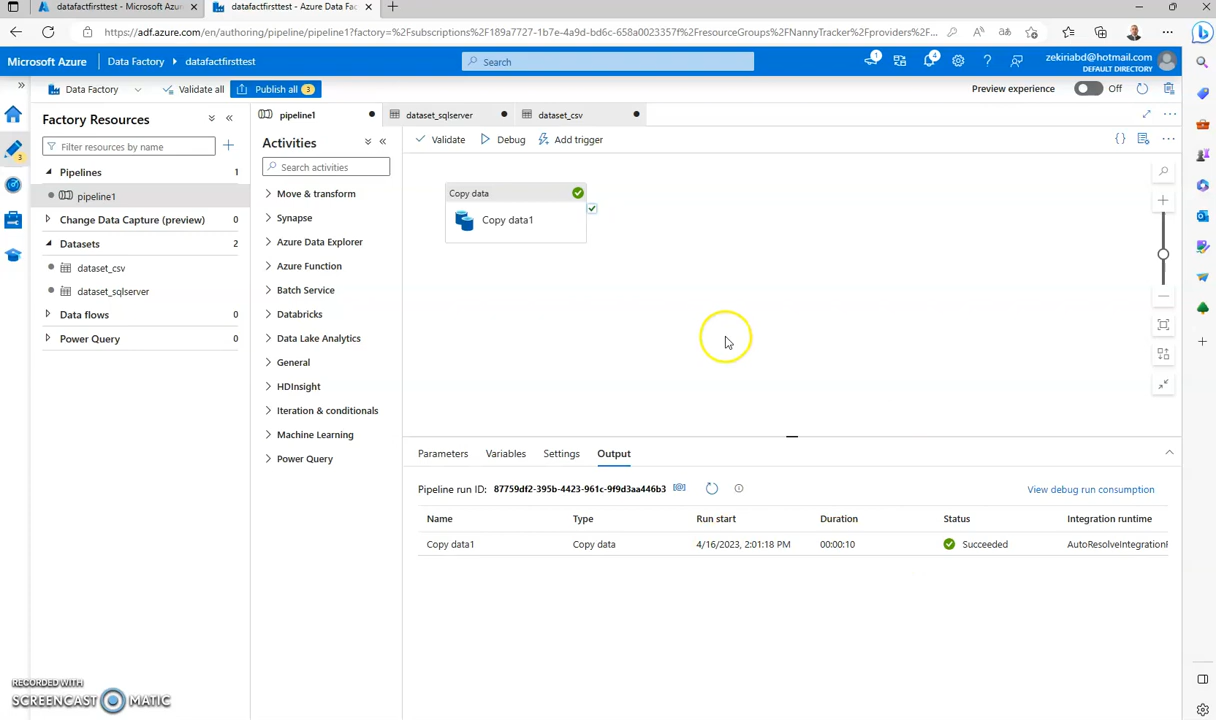 datafactfirsttest - Microsoft Azu
datafactfirsttest - Azure Data Fac
https://adf.azure.com/en/authoring/pipeline/pipeline1?factory=%2Fsubscriptions%2F189a7727-1b7e-4a9d-bd6c-658a0023357f%2FresourceGroups%2FNannyTracker%2Fproviders%2F...
Microsoft Azure
Data Factory
datafactfirsttest
Search
1
4
zekiriabd@hotmail.com
DEFAULT DIRECTORY
Data Factory
Validate all
Publish all 3
Preview experience
Off
Factory Resources
Filter resources by name
3
Pipelines 1
pipeline1
Change Data Capture (preview) 0
Datasets 2
dataset_csv
dataset_sqlserver
Data flows 0
Power Query 0
pipeline1
dataset_sqlserver
dataset_csv
Activities
Search activities
Move & transform
Synapse
Azure Data Explorer
Azure Function
Batch Service
Databricks
Data Lake Analytics
General
HDInsight
Iteration & conditionals
Machine Learning
Power Query
Validate
Debug
Add trigger
Copy data
Copy data1
Parameters
Variables
Settings
Output
Pipeline run ID: 87759df2-395b-4423-961c-9f9d3aa446b3
View debug run consumption
Name Type Run start Duration Status Integration runtime
Copy data1 Copy data 4/16/2023, 2:01:18 PM 00:00:10 Succeeded AutoResolveIntegrationR
RECORDED WITH
SCREENCAST MATIC